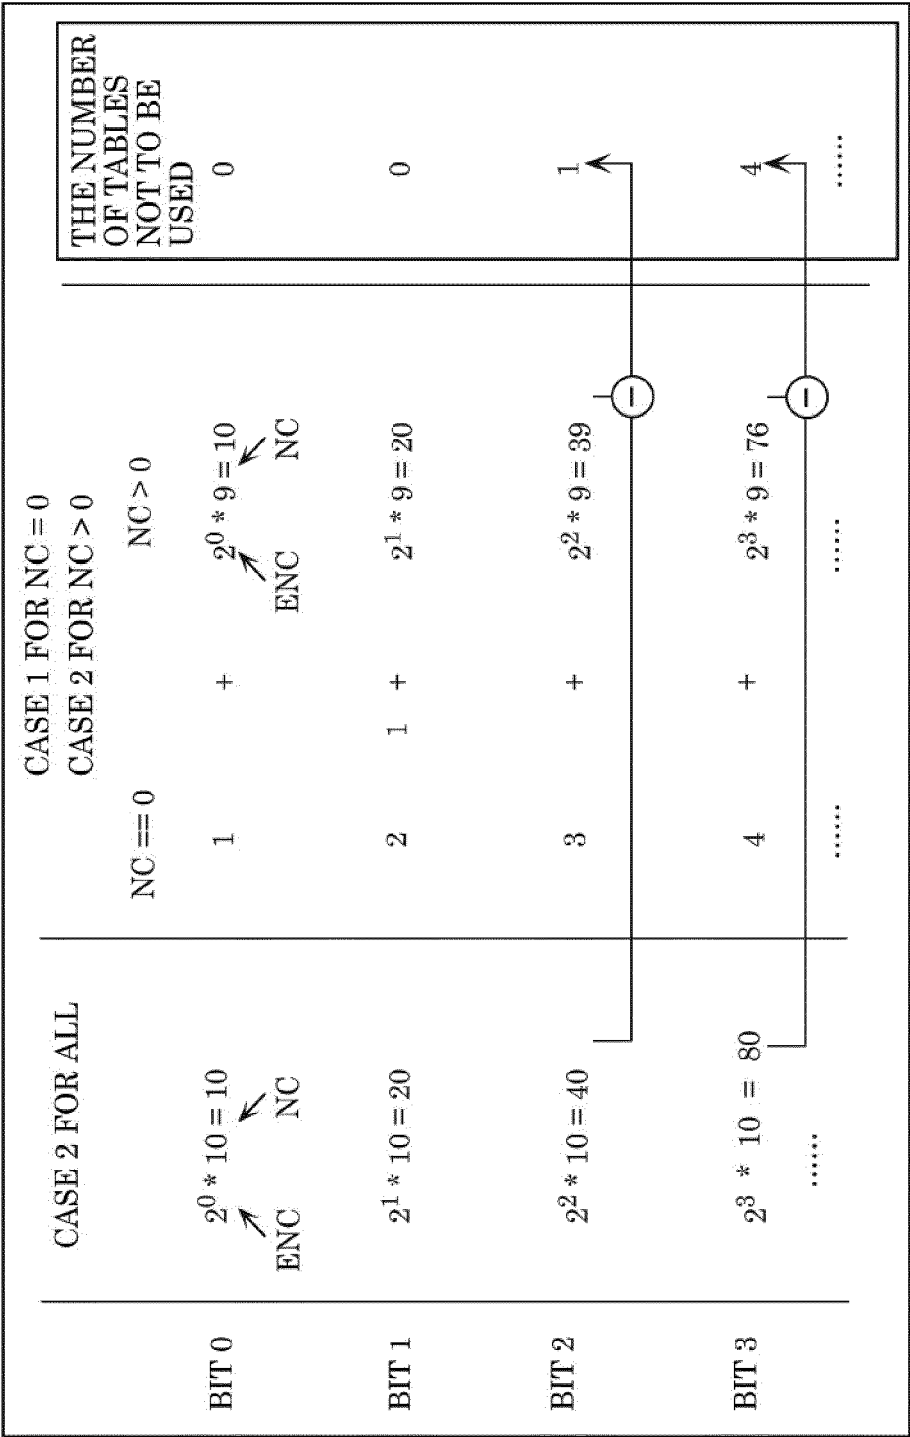 CASE 2 FOR ALL
CASE 1 FOR NC = 0
CASE 2 FOR NC > 0
NC == 0
NC > 0
THE NUMBER
OF TABLES
NOT TO BE
USED
BIT 0
2^0 * 10 = 10
ENC
NC
1
+
2^0 * 9 = 10
ENC
NC
0
BIT 1
2^1 * 10 = 20
2
1
+
2^1 * 9 = 20
0
BIT 2
2^2 * 10 = 40
3
+
2^2 * 9 = 39
−
1
BIT 3
2^3 * 10 = 80
4
+
2^3 * 9 = 76
−
4
......
......
......
......